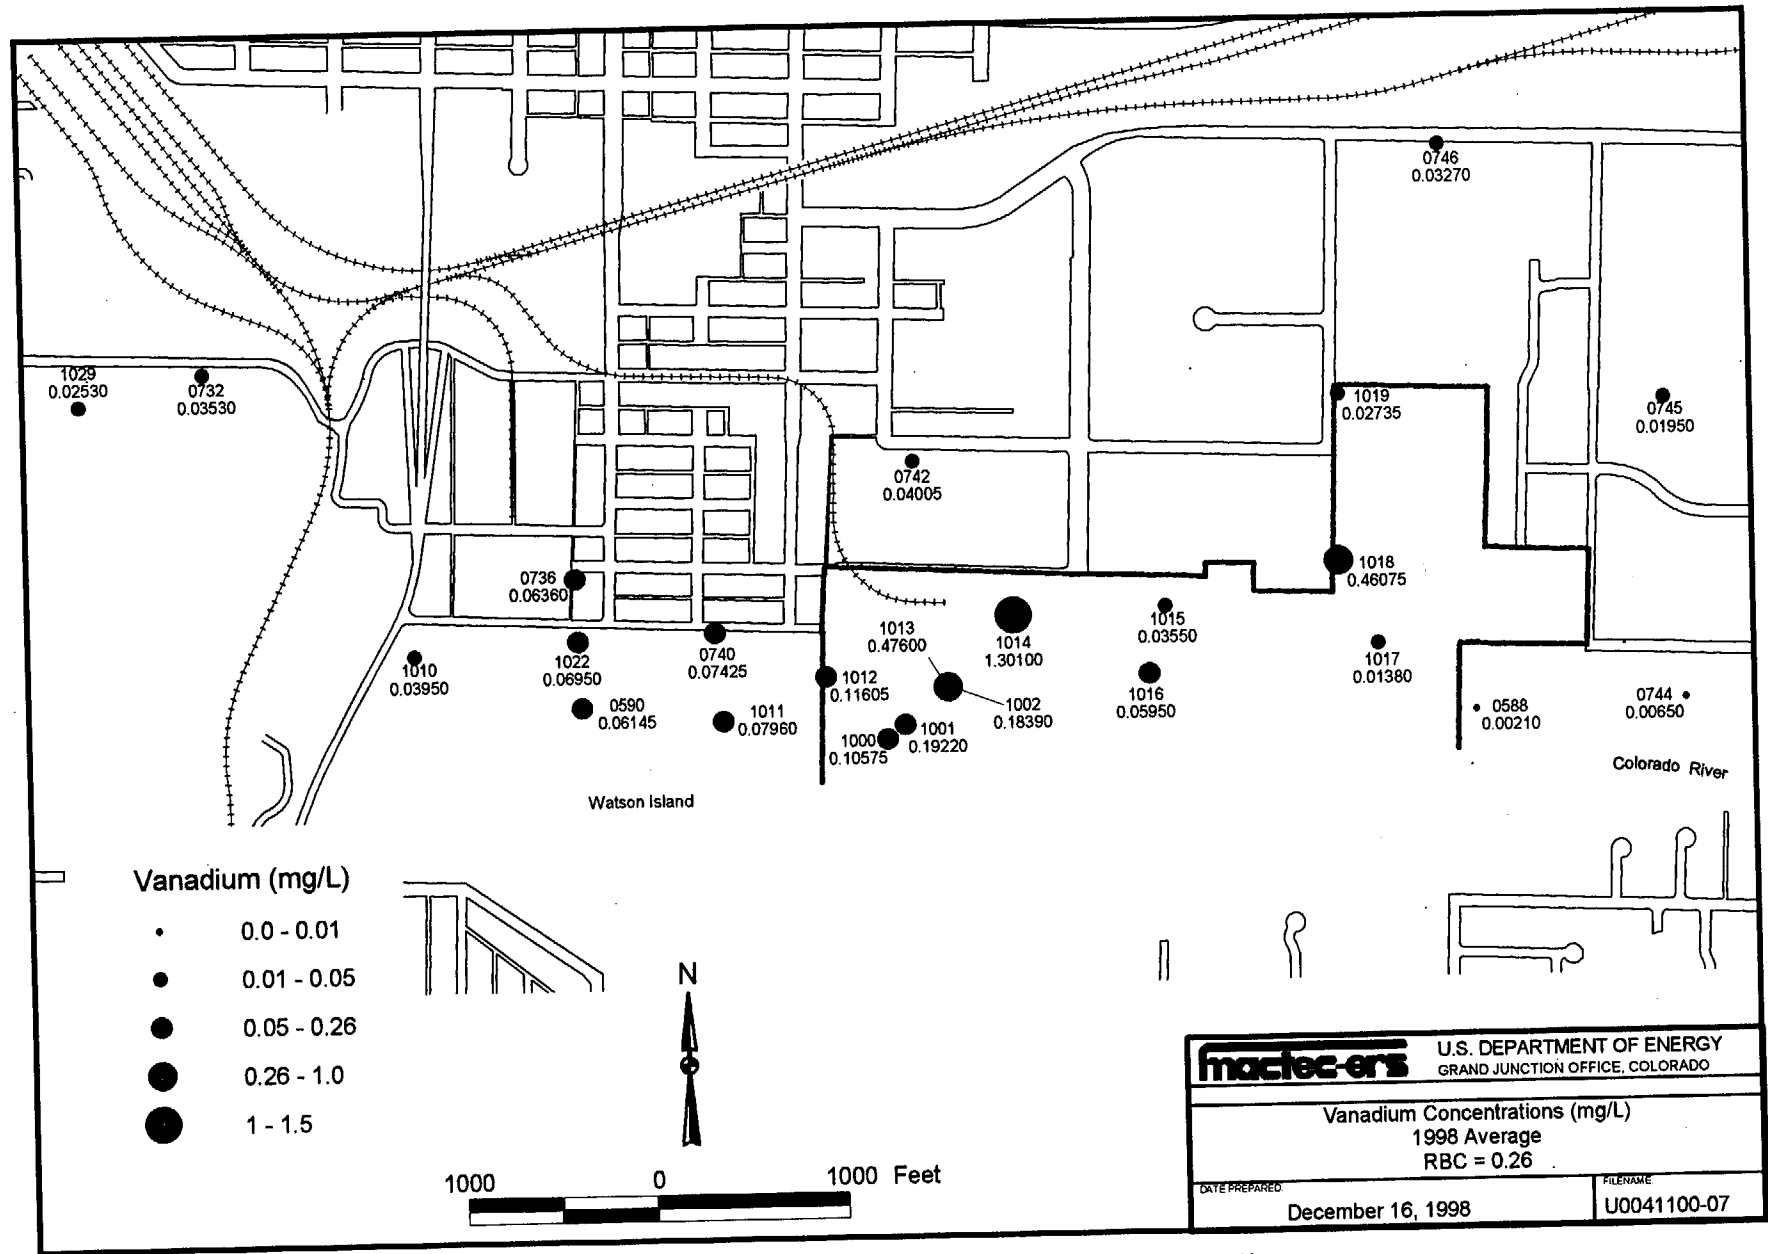 0746
0.03270
1029
0.02530
0732
0.03530
1019
0.02735
0745
0.01950
0742
0.04005
1018
0.46075
0736
0.06360
1015
0.03550
1013
0.47600
1014
1.30100
1010
0.03950
1022
0.06950
0740
0.07425
1012
0.11605
1017
0.01380
1016
0.05950
0590
0.06145
1011
0.07960
1002
0.18390
1001
0.19220
1000
0.10575
0588
0.00210
0744
0.00650
Colorado River
Watson Island
Vanadium (mg/L)
0.0 - 0.01
0.01 - 0.05
0.05 - 0.26
0.26 - 1.0
1 - 1.5
N
1000 0 1000 Feet
mactec-ers
U.S. DEPARTMENT OF ENERGY
GRAND JUNCTION OFFICE, COLORADO
Vanadium Concentrations (mg/L)
1998 Average
RBC = 0.26
DATE PREPARED:
December 16, 1998
FILENAME:
U0041100-07